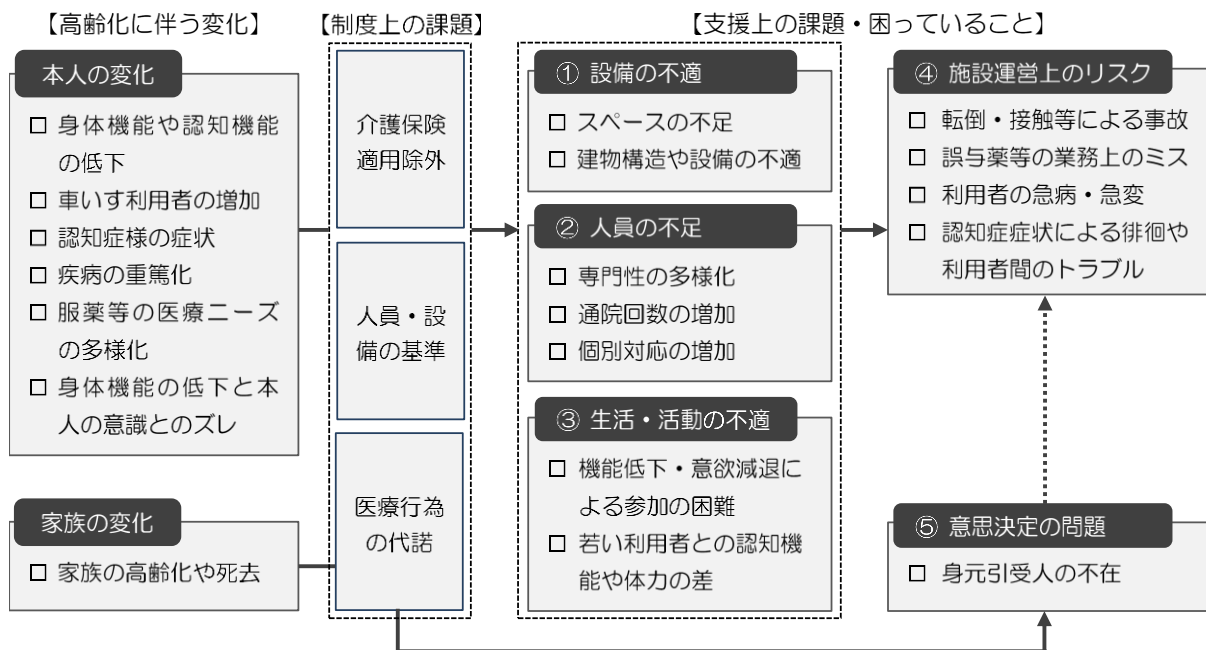 【高齢化に伴う変化】
【制度上の課題】
【支援上の課題・困っていること】
本人の変化
□ 身体機能や認知機能
の低下
□ 車いす利用者の増加
□ 認知症様の症状
□ 疾病の重篤化
□ 服薬等の医療ニーズ
の多様化
□ 身体機能の低下と本
人の意識とのズレ
家族の変化
□ 家族の高齢化や死去
介護保険
適用除外
人員・設
備の基準
医療行為
の代諾
① 設備の不適
□ スペースの不足
□ 建物構造や設備の不適
② 人員の不足
□ 専門性の多様化
□ 通院回数の増加
□ 個別対応の増加
③ 生活・活動の不適
□ 機能低下・意欲減退に
よる参加の困難
□ 若い利用者との認知機
能や体力の差
④ 施設運営上のリスク
□ 転倒・接触等による事故
□ 誤与薬等の業務上のミス
□ 利用者の急病・急変
□ 認知症症状による徘徊や
利用者間のトラブル
⑤ 意思決定の問題
□ 身元引受人の不在